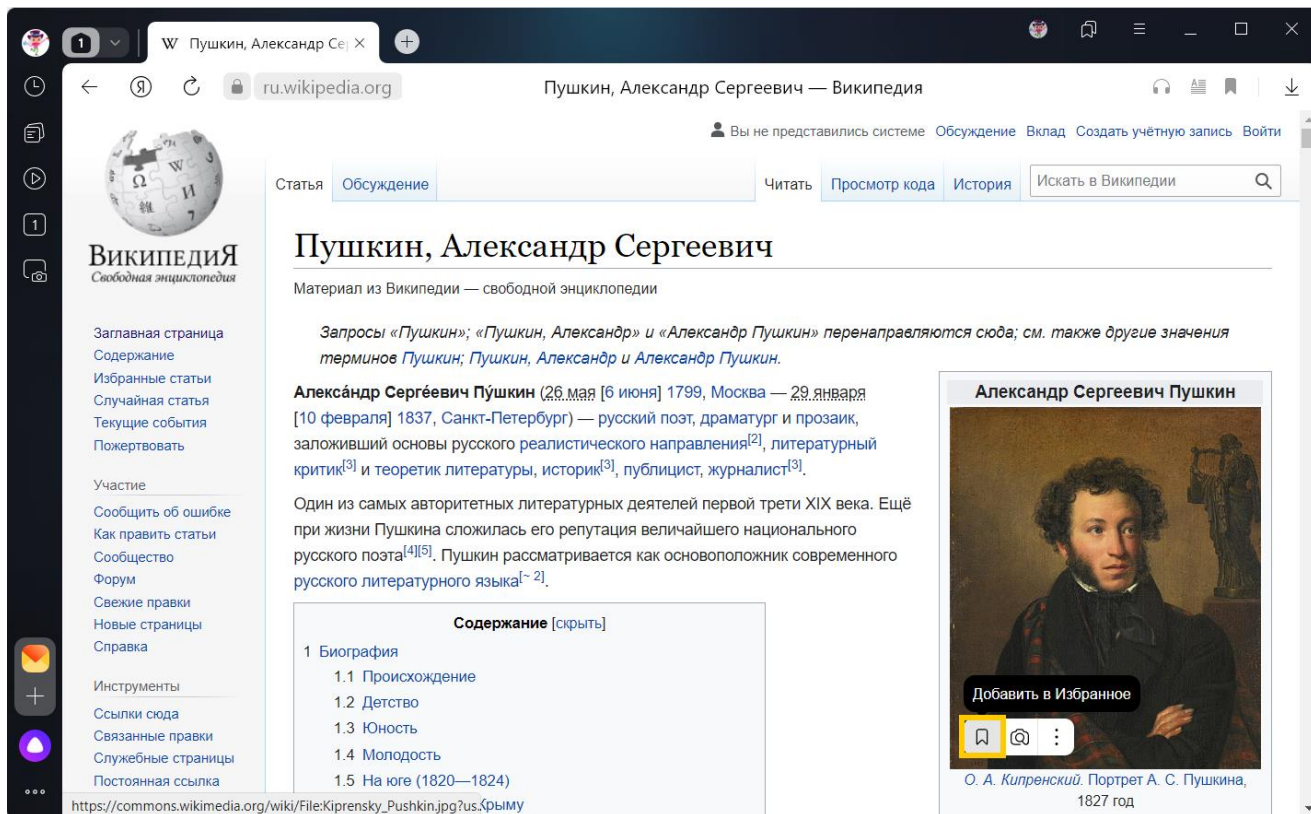 1
W Пушкин, Александр Сер
Я
ru.wikipedia.org
Пушкин, Александр Сергеевич — Википедия
Вы не представились системе Обсуждение Вклад Создать учётную запись Войти
Статья Обсуждение
Читать Просмотр кода История Искать в Википедии
1
ВикипедиЯ
Свободная энциклопедия
Заглавная страница
Содержание
Избранные статьи
Случайная статья
Текущие события
Пожертвовать
Участие
Сообщить об ошибке
Как править статьи
Сообщество
Форум
Свежие правки
Новые страницы
Справка
Инструменты
Ссылки сюда
Связанные правки
Служебные страницы
Постоянная ссылка
Пушкин, Александр Сергеевич
Материал из Википедии — свободной энциклопедии
Запросы «Пушкин»; «Пушкин, Александр» и «Александр Пушкин» перенаправляются сюда; см. также другие значения
терминов Пушкин; Пушкин, Александр и Александр Пушкин.
Алекса́ндр Серге́евич Пу́шкин (26 мая [6 июня] 1799, Москва — 29 января
[10 февраля] 1837, Санкт-Петербург) — русский поэт, драматург и прозаик,
заложивший основы русского реалистического направления[2], литературный
критик[3] и теоретик литературы, историк[3], публицист, журналист[3].
Один из самых авторитетных литературных деятелей первой трети XIX века. Ещё
при жизни Пушкина сложилась его репутация величайшего национального
русского поэта[4][5]. Пушкин рассматривается как основоположник современного
русского литературного языка[~ 2].
Содержание [скрыть]
1 Биография
1.1 Происхождение
1.2 Детство
1.3 Юность
1.4 Молодость
1.5 На юге (1820—1824)
Крыму
Александр Сергеевич Пушкин
Добавить в Избранное
О. А. Кипренский. Портрет А. С. Пушкина,
1827 год
https://commons.wikimedia.org/wiki/File:Kiprensky_Pushkin.jpg?us...